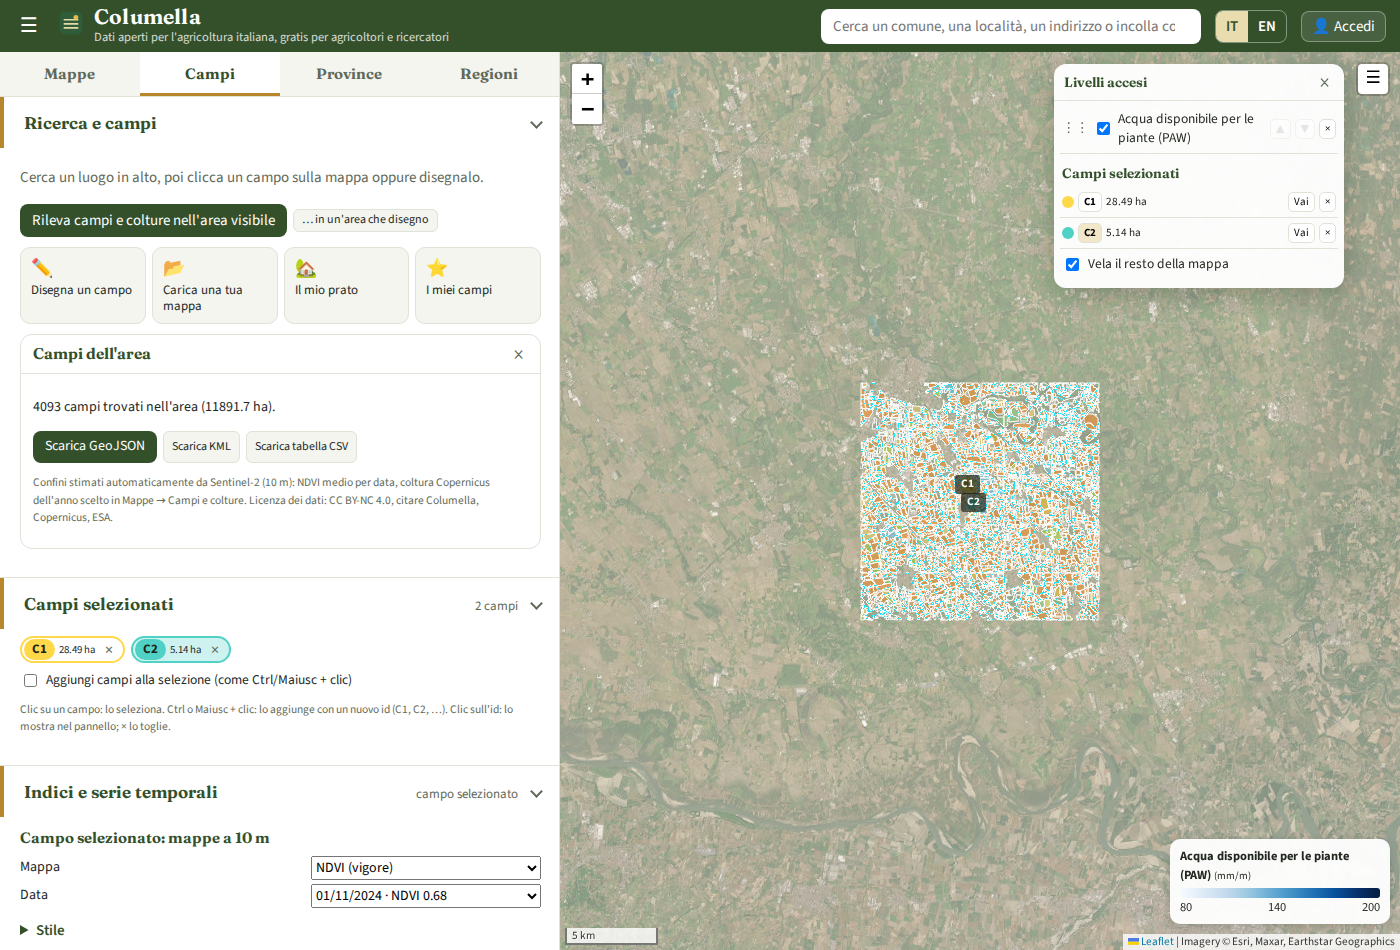 Columella
Dati aperti per l'agricoltura italiana, gratis per agricoltori e ricercatori
Cerca un comune, una località, un indirizzo o incolla cc
IT
EN
Accedi
Mappe
Campi
Province
Regioni
Ricerca e campi
Cerca un luogo in alto, poi clicca un campo sulla mappa oppure disegnalo.
Rileva campi e colture nell'area visibile
…in un'area che disegno
Disegna un campo
Carica una tua
mappa
Il mio prato
I miei campi
Campi dell'area
×
4093 campi trovati nell'area (11891.7 ha).
Scarica GeoJSON
Scarica KML
Scarica tabella CSV
Confini stimati automaticamente da Sentinel-2 (10 m): NDVI medio per data, coltura Copernicus
dell'anno scelto in Mappe → Campi e colture. Licenza dei dati: CC BY-NC 4.0, citare Columella,
Copernicus, ESA.
Campi selezionati
2 campi
C1 28.49 ha ×
C2 5.14 ha ×
Aggiungi campi alla selezione (come Ctrl/Maiusc + clic)
Clic su un campo: lo seleziona. Ctrl o Maiusc + clic: lo aggiunge con un nuovo id (C1, C2, …). Clic sull'id: lo
mostra nel pannello; × lo toglie.
Indici e serie temporali
campo selezionato
Campo selezionato: mappe a 10 m
Mappa
NDVI (vigore)
Data
01/11/2024 · NDVI 0.68
Stile
+
−
Livelli accesi
×
Acqua disponibile per le
piante (PAW)
▲ ▼ ×
Campi selezionati
C1 28.49 ha Vai ×
C2 5.14 ha Vai ×
Vela il resto della mappa
C1
C2
Acqua disponibile per le piante
(PAW) (mm/m)
80 140 200
5 km
Leaflet | Imagery © Esri, Maxar, Earthstar Geographics